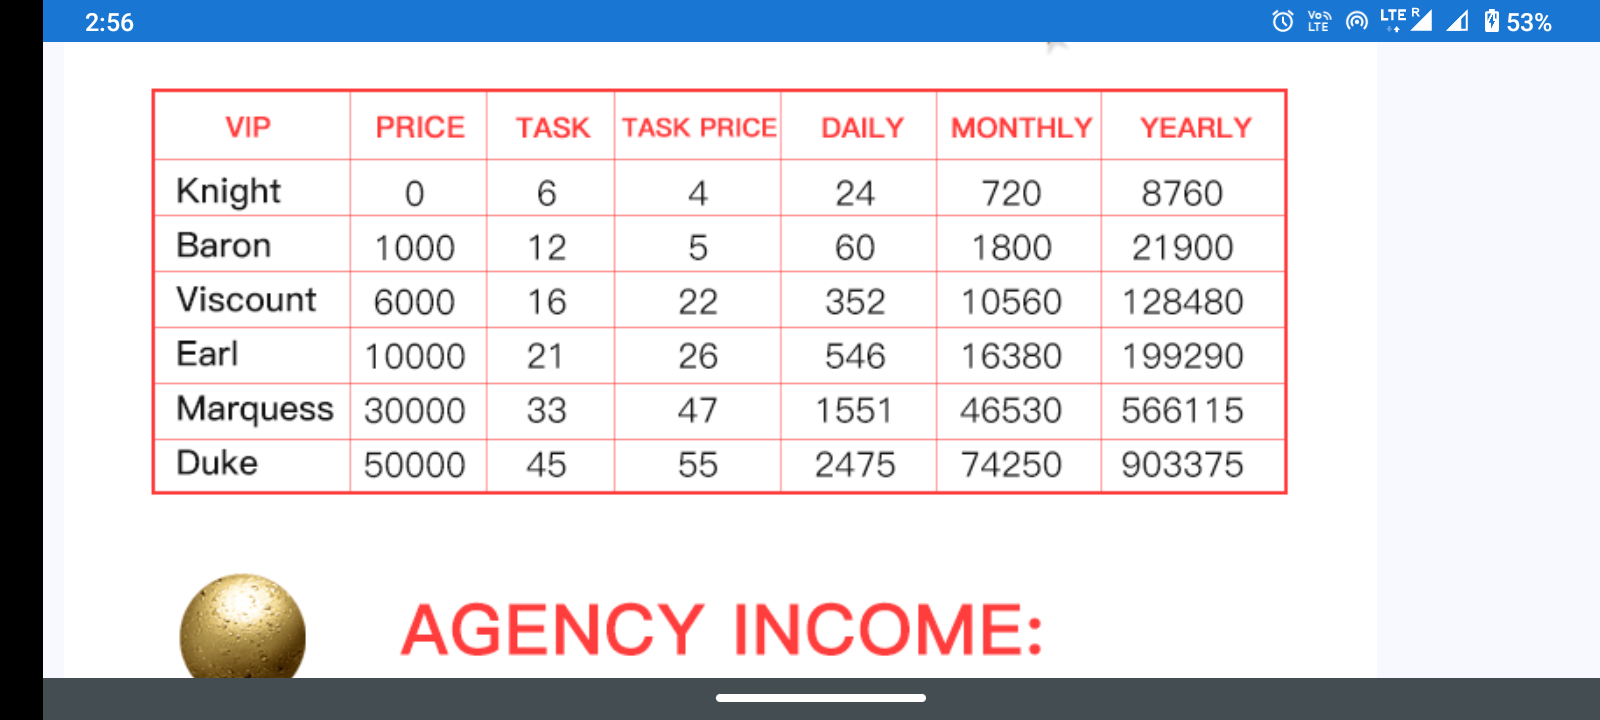 2:56
Vo LTE LTE R 53%
VIP PRICE TASK TASK PRICE DAILY MONTHLY YEARLY
Knight 0 6 4 24 720 8760
Baron 1000 12 5 60 1800 21900
Viscount 6000 16 22 352 10560 128480
Earl 10000 21 26 546 16380 199290
Marquess 30000 33 47 1551 46530 566115
Duke 50000 45 55 2475 74250 903375
AGENCY INCOME: